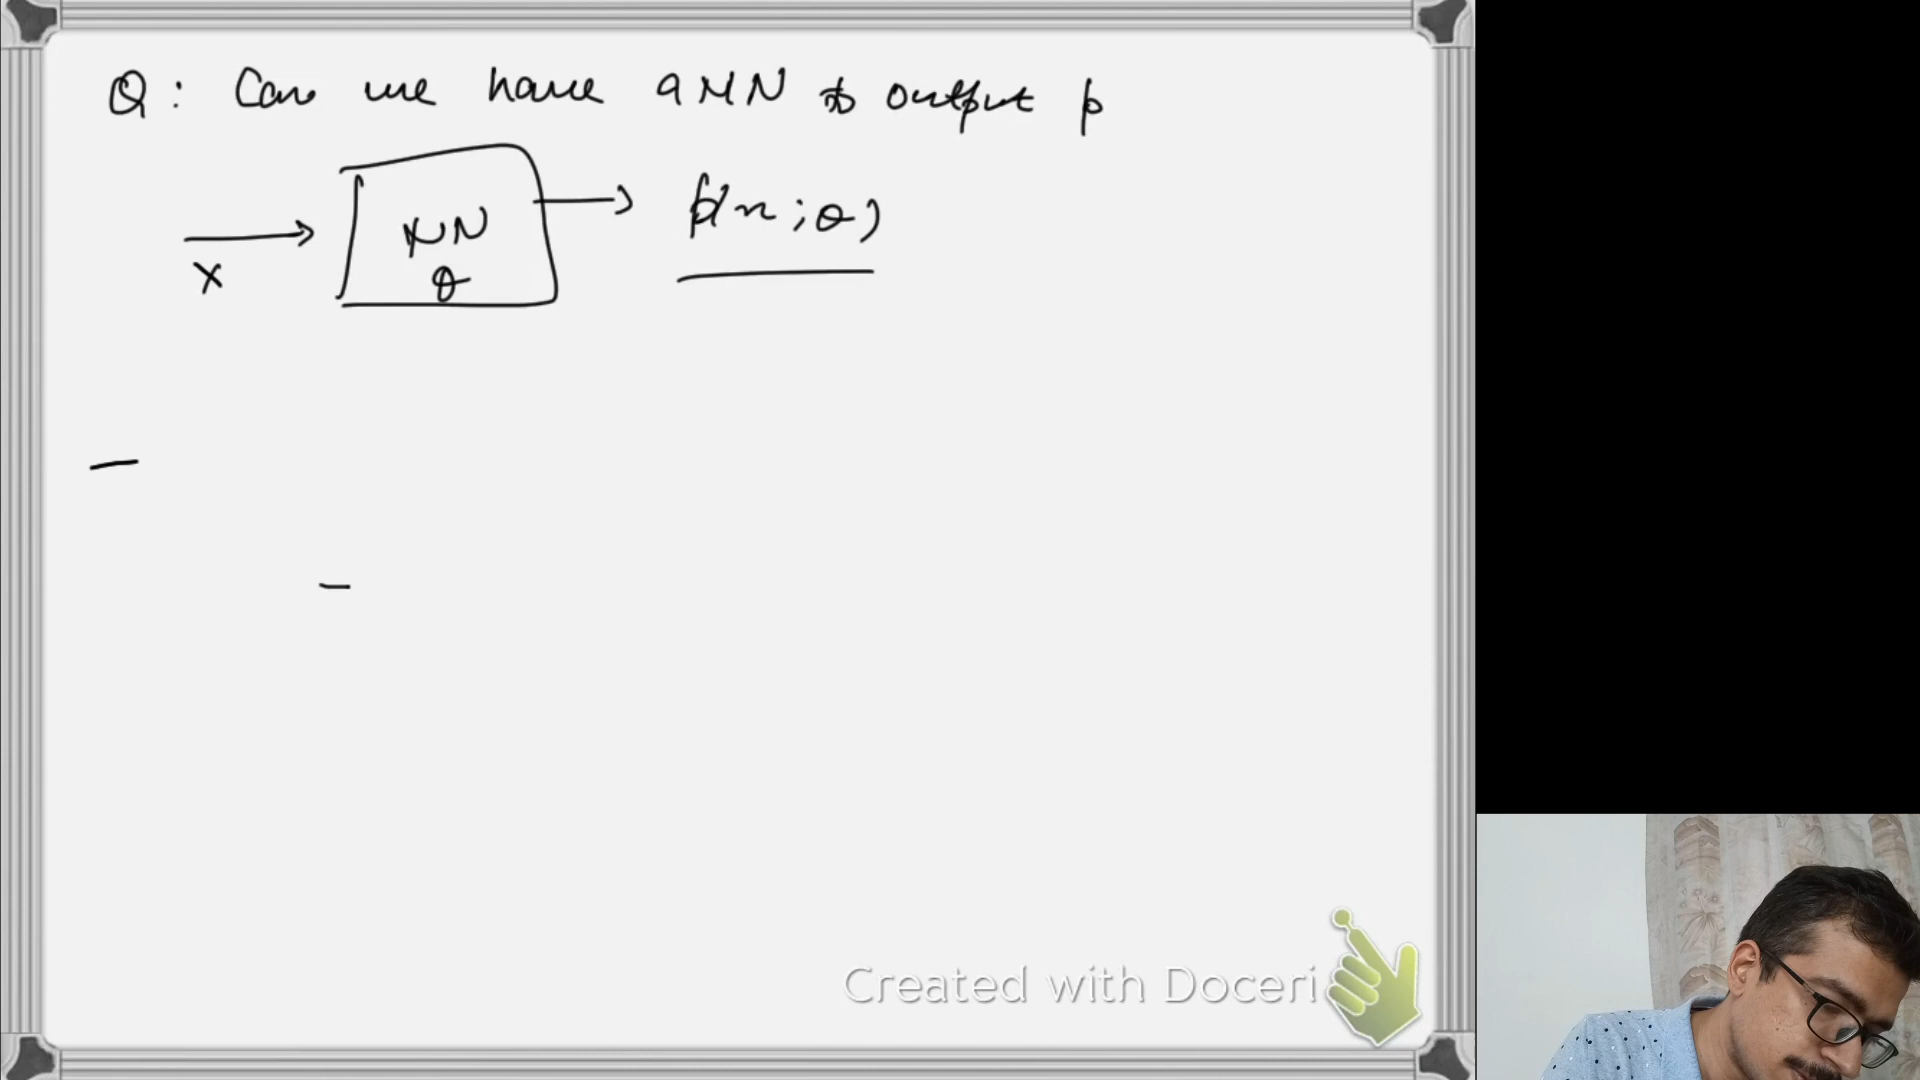 Q: Can we have a NN to output p
X
NN
θ
p(x;θ)
Created with Doceri